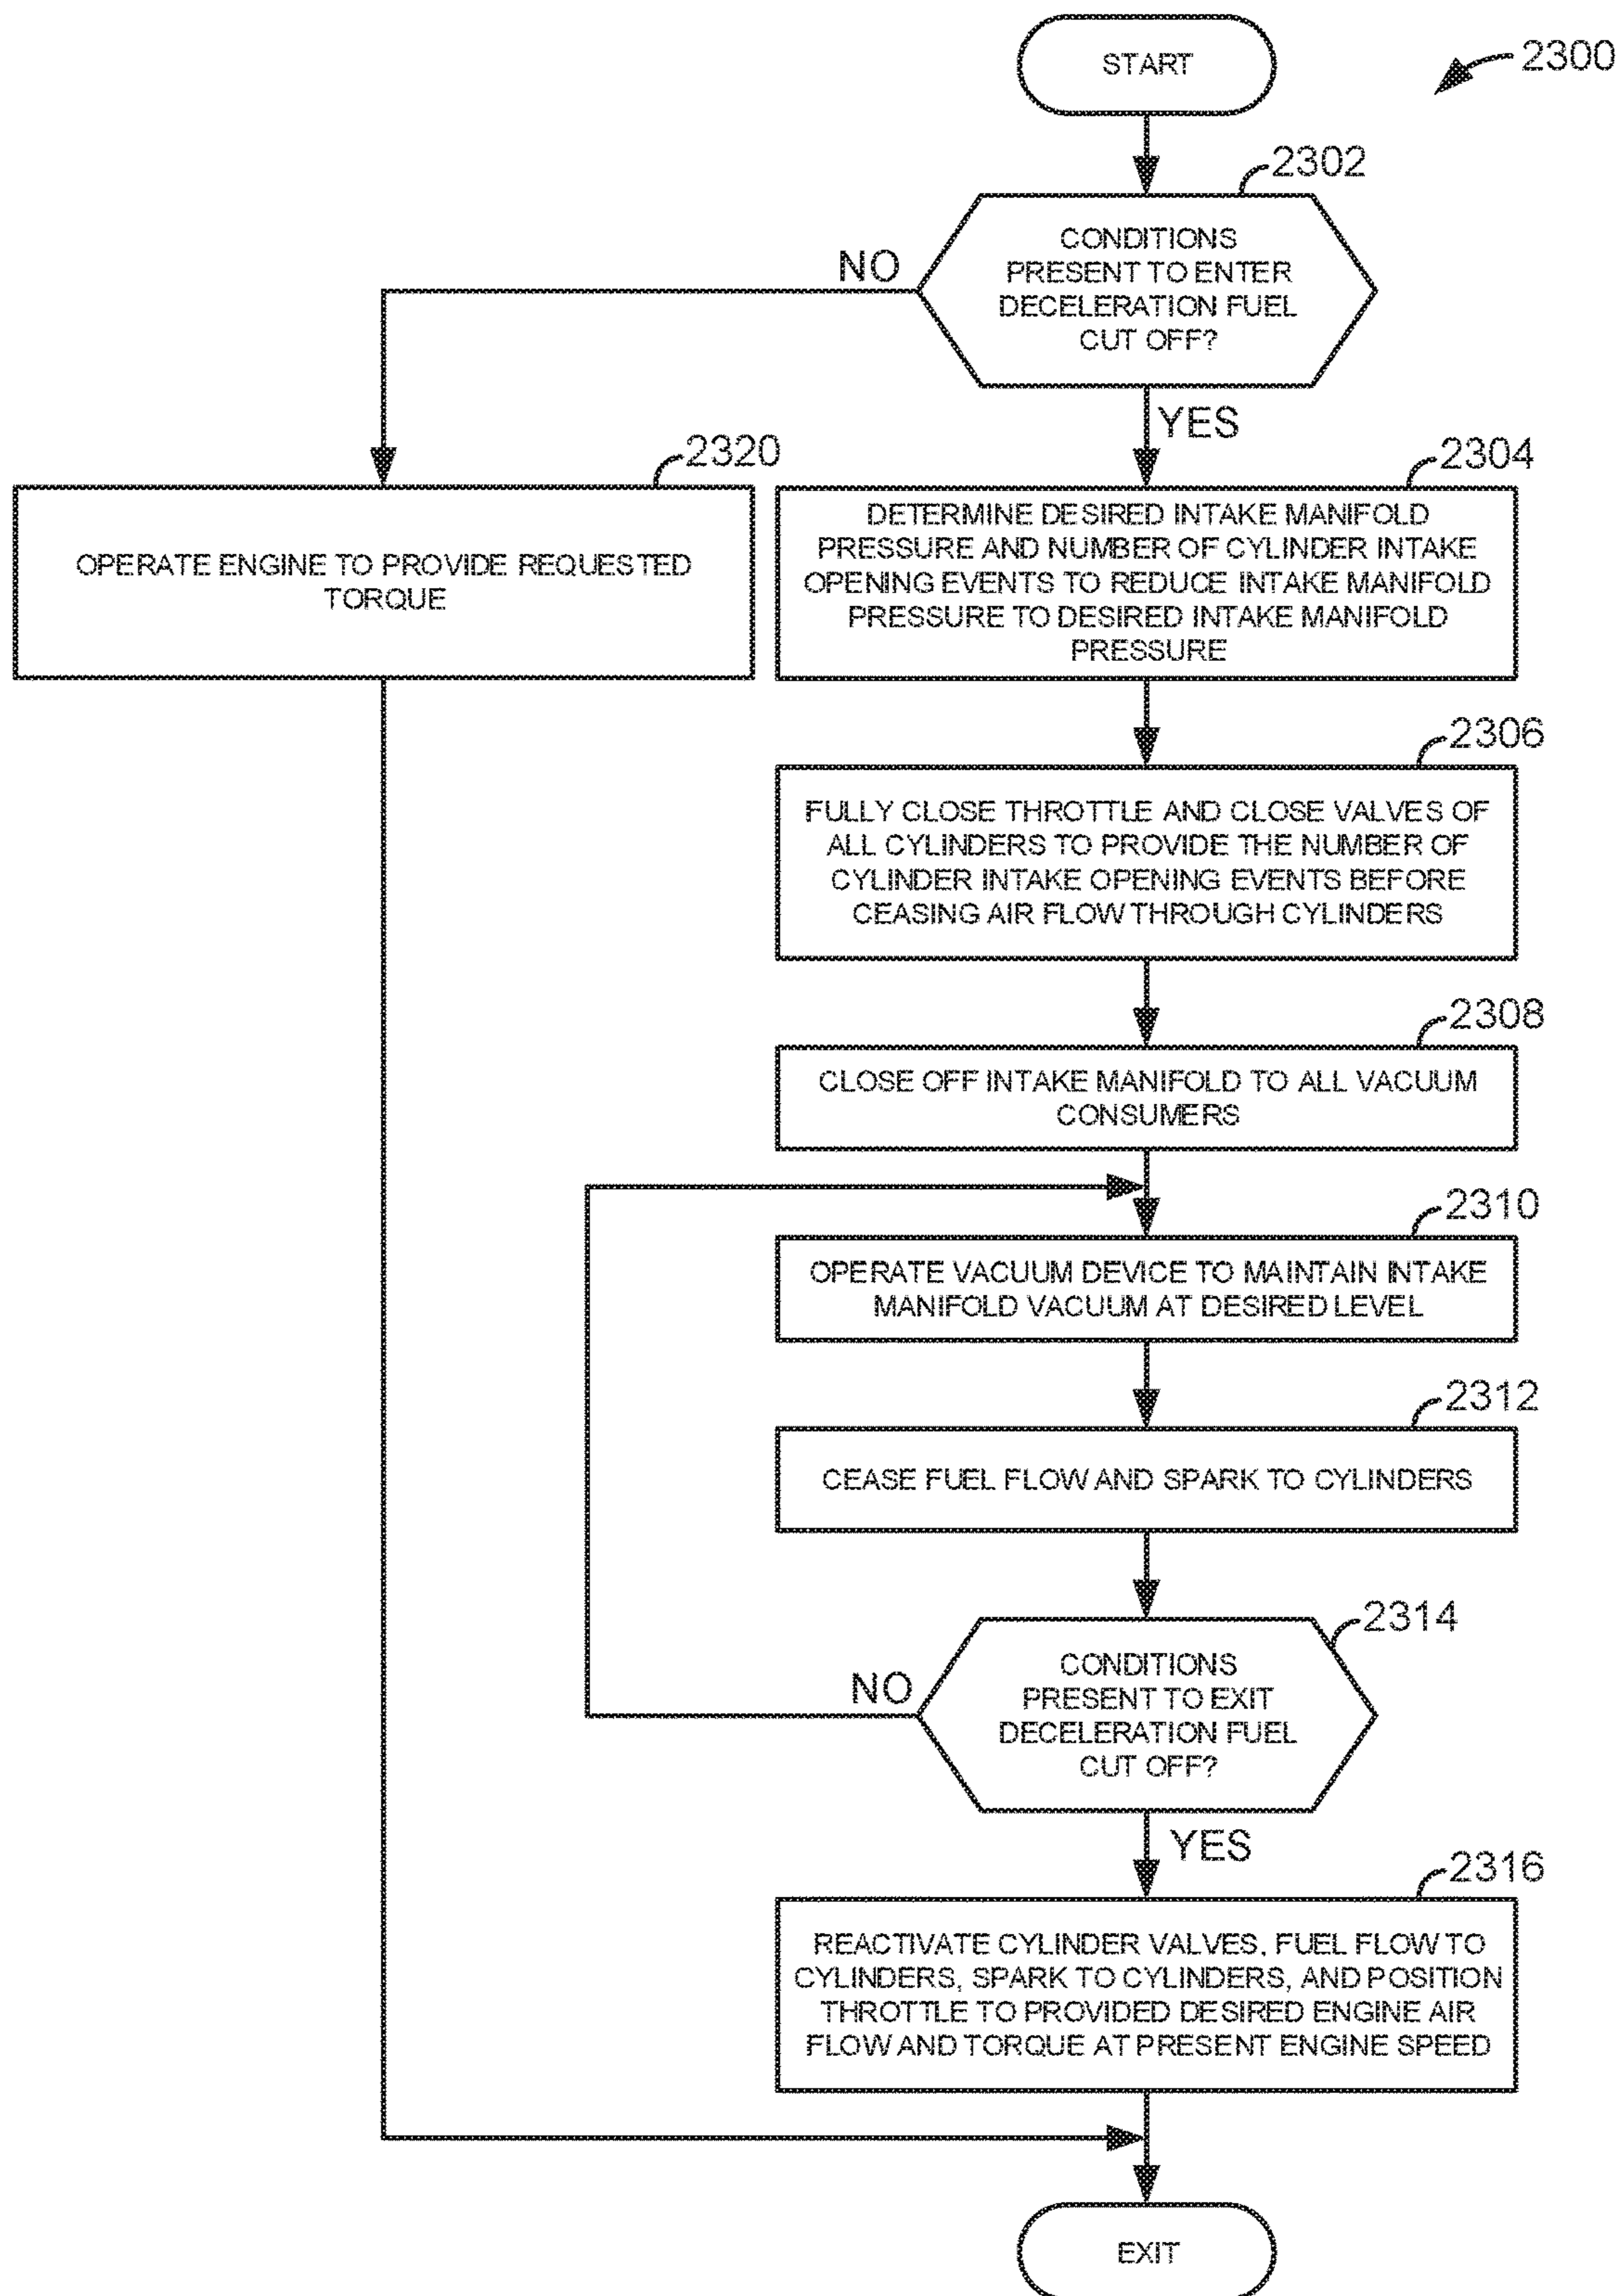 START
2300
2302
CONDITIONS
PRESENT TO ENTER
DECELERATION FUEL
CUT OFF?
NO
YES
2320
OPERATE ENGINE TO PROVIDE REQUESTED
TORQUE
2304
DETERMINE DESIRED INTAKE MANIFOLD
PRESSURE AND NUMBER OF CYLINDER INTAKE
OPENING EVENTS TO REDUCE INTAKE MANIFOLD
PRESSURE TO DESIRED INTAKE MANIFOLD
PRESSURE
2306
FULLY CLOSE THROTTLE AND CLOSE VALVES OF
ALL CYLINDERS TO PROVIDE THE NUMBER OF
CYLINDER INTAKE OPENING EVENTS BEFORE
CEASING AIR FLOW THROUGH CYLINDERS
2308
CLOSE OFF INTAKE MANIFOLD TO ALL VACUUM
CONSUMERS
2310
OPERATE VACUUM DEVICE TO MAINTAIN INTAKE
MANIFOLD VACUUM AT DESIRED LEVEL
2312
CEASE FUEL FLOW AND SPARK TO CYLINDERS
2314
CONDITIONS
PRESENT TO EXIT
DECELERATION FUEL
CUT OFF?
NO
YES
2316
REACTIVATE CYLINDER VALVES, FUEL FLOW TO
CYLINDERS, SPARK TO CYLINDERS, AND POSITION
THROTTLE TO PROVIDED DESIRED ENGINE AIR
FLOW AND TORQUE AT PRESENT ENGINE SPEED
EXIT